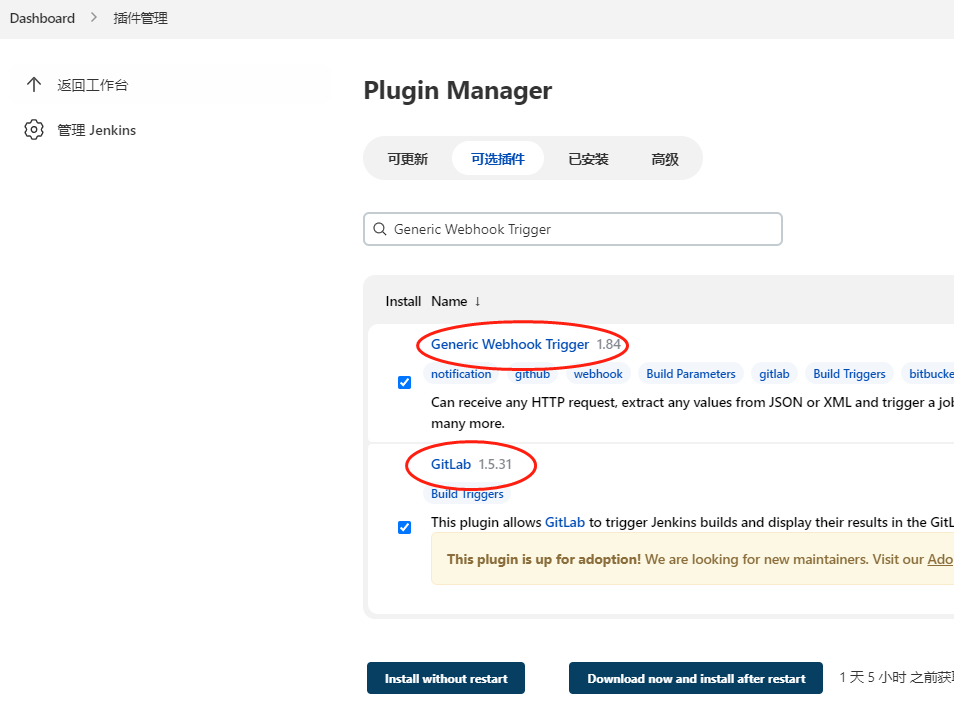 Dashboard > 插件管理
返回工作台
管理 Jenkins
Plugin Manager
可更新 可选插件 已安装 高级
Generic Webhook Trigger
Install Name ↓
Generic Webhook Trigger 1.84
notification github webhook Build Parameters gitlab Build Triggers bitbucke
Can receive any HTTP request, extract any values from JSON or XML and trigger a job
many more.
GitLab 1.5.31
Build Triggers
This plugin allows GitLab to trigger Jenkins builds and display their results in the GitL
This plugin is up for adoption! We are looking for new maintainers. Visit our Ado
Install without restart Download now and install after restart 1 天 5 小时 之前获